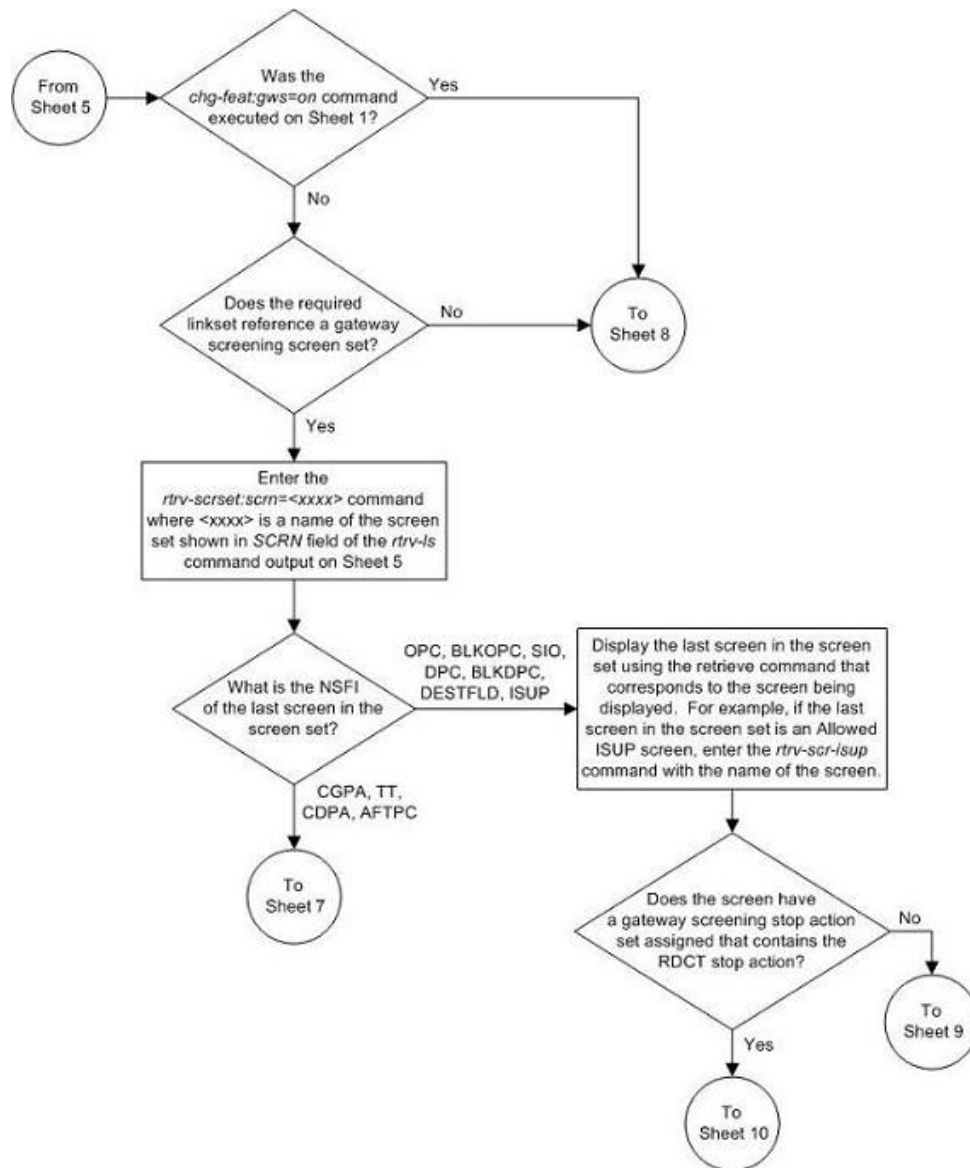 From
Sheet 5
Was the
chg-feat:gws=on command
executed on Sheet 1?
Yes
No
Does the required
linkset reference a gateway
screening screen set?
No
To
Sheet 8
Yes
Enter the
rtrv-scrset:scrn=<xxxx> command
where <xxxx> is a name of the screen
set shown in SCRN field of the rtrv-ls
command output on Sheet 5
What is the NSFI
of the last screen in the
screen set?
OPC, BLKOPC, SIO,
DPC, BLKDPC,
DESTFLD, ISUP
Display the last screen in the screen
set using the retrieve command that
corresponds to the screen being
displayed. For example, if the last
screen in the screen set is an Allowed
ISUP screen, enter the rtrv-scr-isup
command with the name of the screen.
CGPA, TT,
CDPA, AFTPC
To
Sheet 7
Does the screen have
a gateway screening stop action
set assigned that contains the
RDCT stop action?
No
To
Sheet 9
Yes
To
Sheet 10